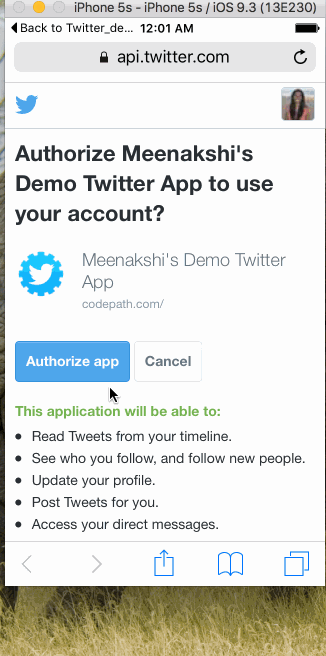 iPhone 5s - iPhone 5s / iOS 9.3 (13E230)
Back to Twitter_de... 12:01 AM
api.twitter.com
Authorize Meenakshi's
Demo Twitter App to use
your account?
Meenakshi's Demo Twitter
App
codepath.com/
Authorize app Cancel
This application will be able to:
Read Tweets from your timeline.
See who you follow, and follow new people.
Update your profile.
Post Tweets for you.
Access your direct messages.